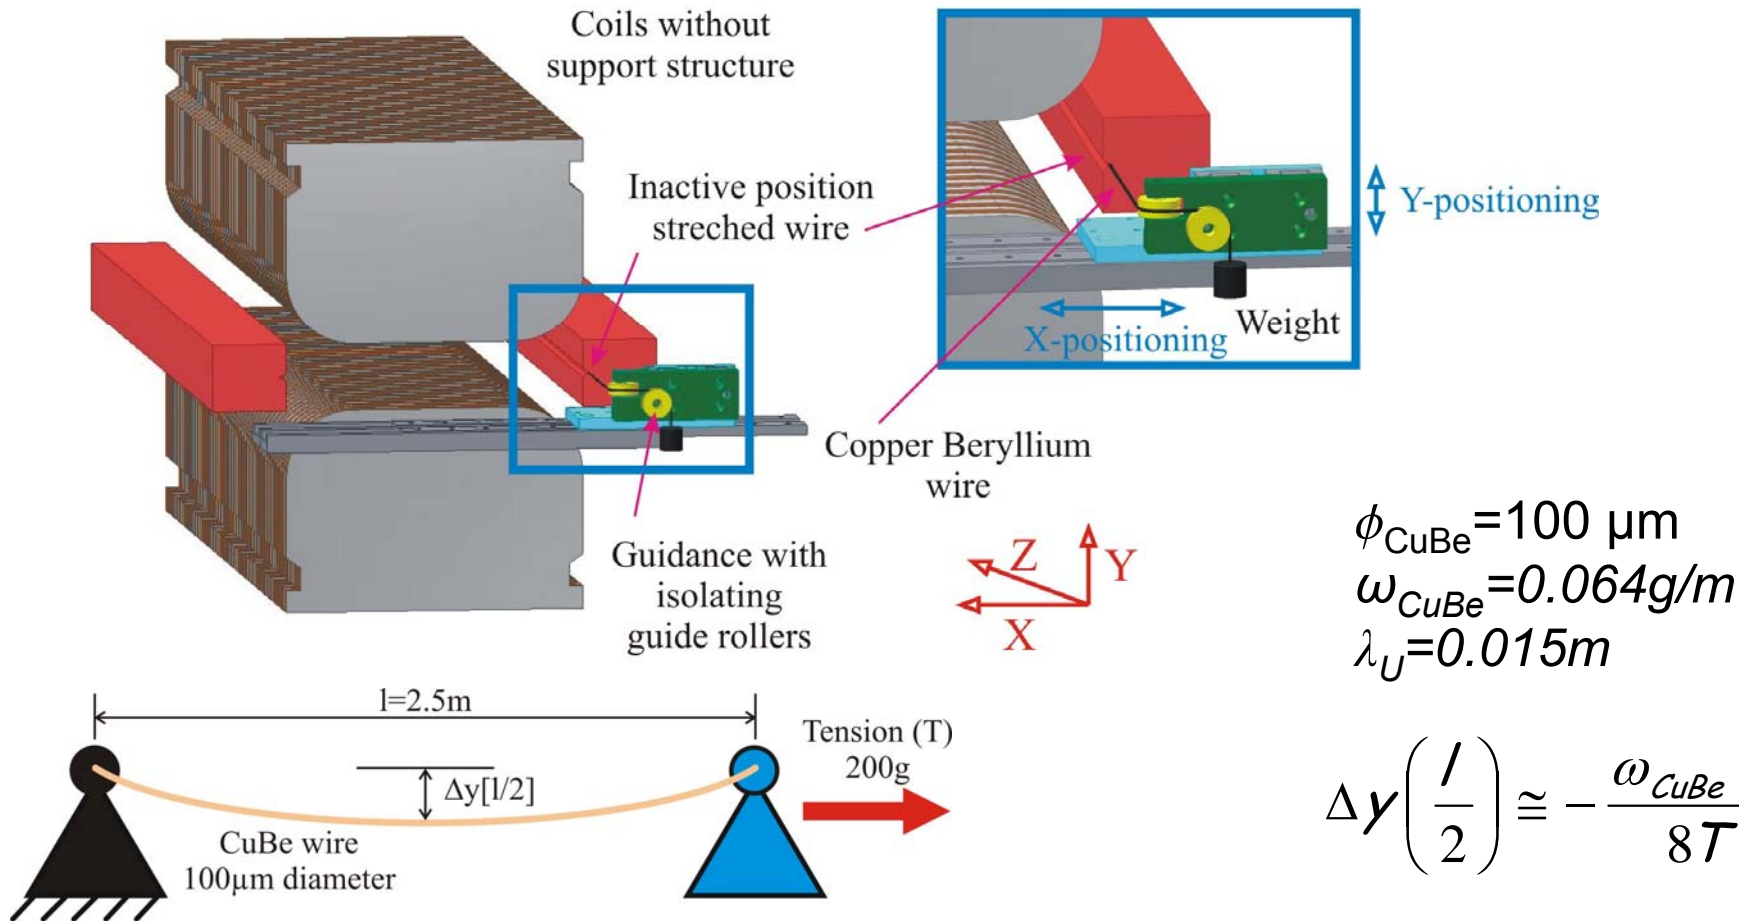 Coils without
support structure
Inactive position
streched wire
Y-positioning
X-positioning
Weight
Copper Beryllium
wire
Guidance with
isolating
guide rollers
Z
Y
X
ϕCuBe=100 µm
ωCuBe=0.064g/m
λU=0.015m
l=2.5m
Tension (T)
200g
Δy[l/2]
CuBe wire
100µm diameter
Δy(l/2) ≅ − ωCuBe / 8T